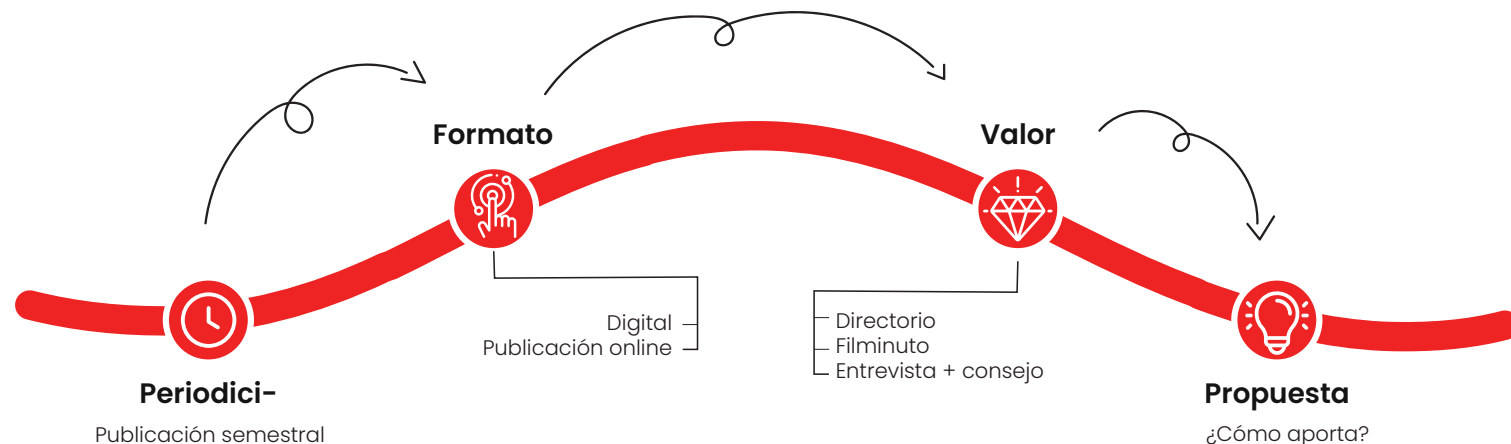 Formato
Valor
Digital
Publicación online
Directorio
Filminuto
Entrevista + consejo
Periodici-
Publicación semestral
Propuesta
¿Cómo aporta?